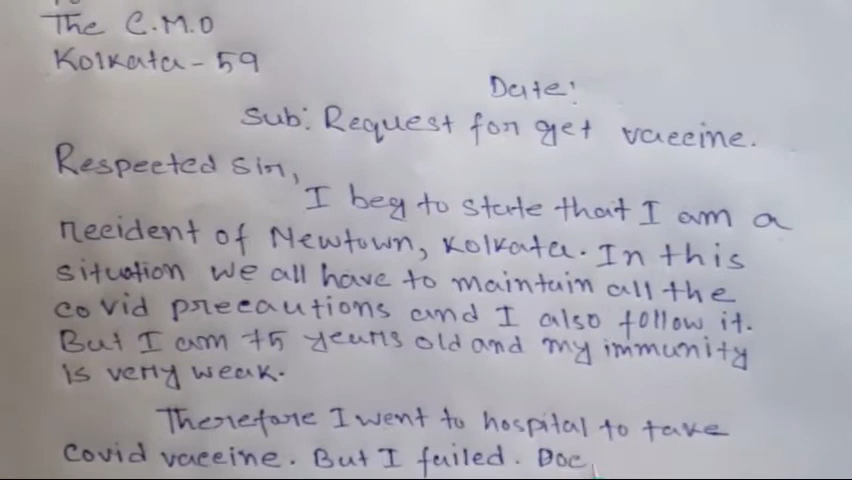 The C.M.O
Kolkata - 59
Date:
Sub: Request for get vaccine.
Respected Sir,
I beg to state that I am a
recident of Newtown, Kolkata. In this
situation we all have to maintain all the
covid precautions and I also follow it.
But I am 75 years old and my immunity
is very weak.
Therefore I went to hospital to take
covid vaccine. But I failed. Doc